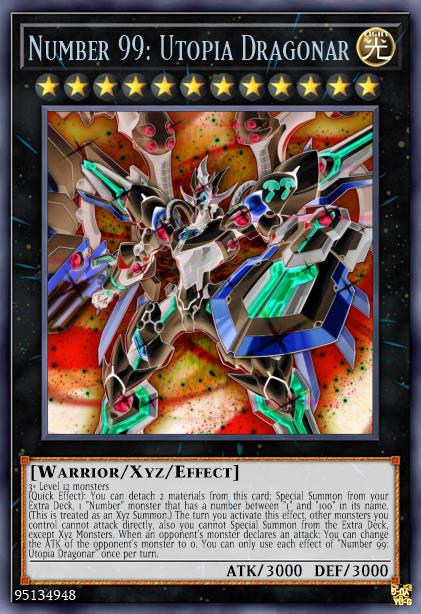 NUMBER 99: UTOPIA DRAGONAR
LIGHT
光
[WARRIOR/XYZ/EFFECT]
3+ Level 12 monsters
(Quick Effect): You can detach 2 materials from this card; Special Summon from your
Extra Deck, 1 "Number" monster that has a number between "1" and "100" in its name.
(This is treated as an Xyz Summon.) The turn you activate this effect, other monsters you
control cannot attack directly, also you cannot Special Summon from the Extra Deck,
except Xyz Monsters. When an opponent's monster declares an attack: You can change
the ATK of the opponent's monster to 0. You can only use each effect of "Number 99:
Utopia Dragonar" once per turn.
ATK/3000 DEF/3000
95134948